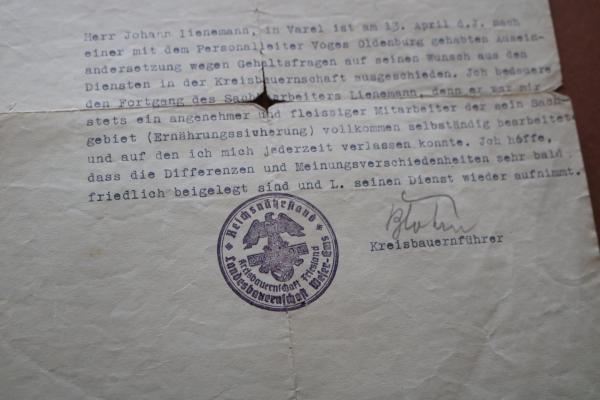 Herr Johann Lienemann, in Varel ist am 13. April d.J. nach
einer mit dem Personalleiter Voges Oldenburg gehabten Ausein-
andersetzung wegen Gehaltsfragen auf seinen Wunsch aus den
Diensten in der Kreisbauernschaft ausgeschieden. Ich bedauere
den Fortgang des Sachbearbeiters Lienemann, denn er war mir
stets ein angenehmer und fleissiger Mitarbeiter der sein Sach-
gebiet (Ernährungssivherung) vollkommen selbständig bearbeitete
und auf den ich mich jederzeit verlassen konnte. Ich hoffe,
dass die Differenzen und Meinungsverschiedenheiten sehr bald
friedlich beigelegt sind und L. seinen Dienst wieder aufnimmt.
Kreisbauernführer
Reichsnährstand
Kreisbauernschaft Friesland
Landesbauernschaft Weser-Ems